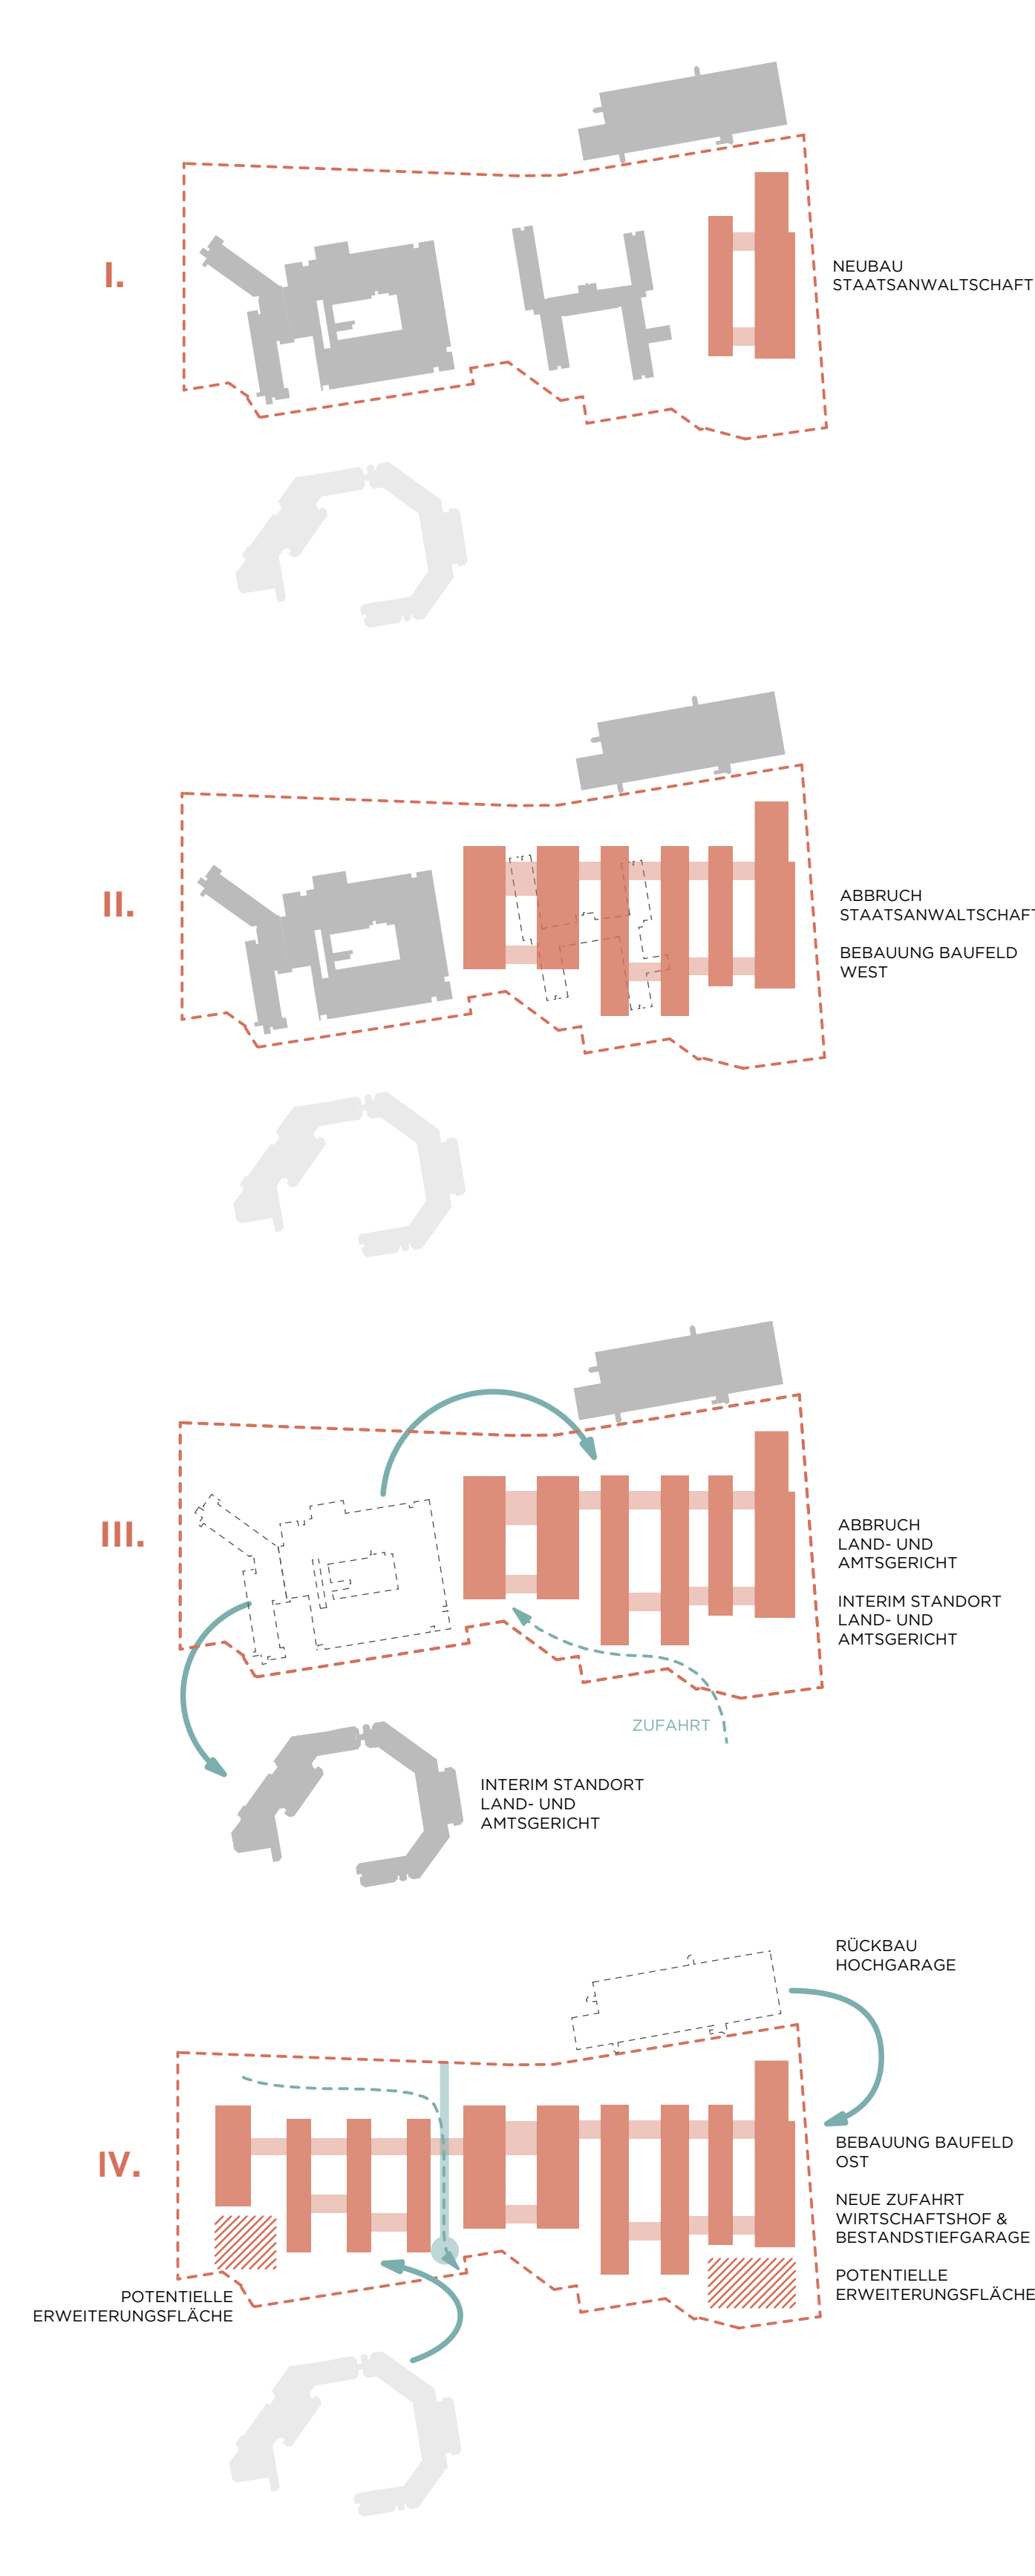 I.
NEUBAU
STAATSANWALTSCHAFT
II.
ABBRUCH
STAATSANWALTSCHAFT
BEBAUUNG BAUFELD
WEST
III.
ABBRUCH
LAND- UND
AMTSGERICHT
INTERIM STANDORT
LAND- UND
AMTSGERICHT
ZUFAHRT
INTERIM STANDORT
LAND- UND
AMTSGERICHT
RÜCKBAU
HOCHGARAGE
IV.
BEBAUUNG BAUFELD
OST
NEUE ZUFAHRT
WIRTSCHAFTSHOF &
BESTANDSTIEFGARAGE
POTENTIELLE
ERWEITERUNGSFLÄCHE
POTENTIELLE
ERWEITERUNGSFLÄCHE